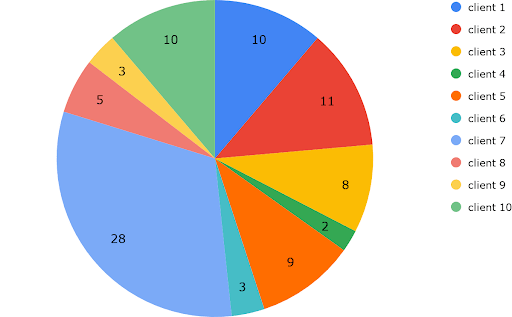 10
10
11
8
2
9
3
28
5
3
client 1
client 2
client 3
client 4
client 5
client 6
client 7
client 8
client 9
client 10